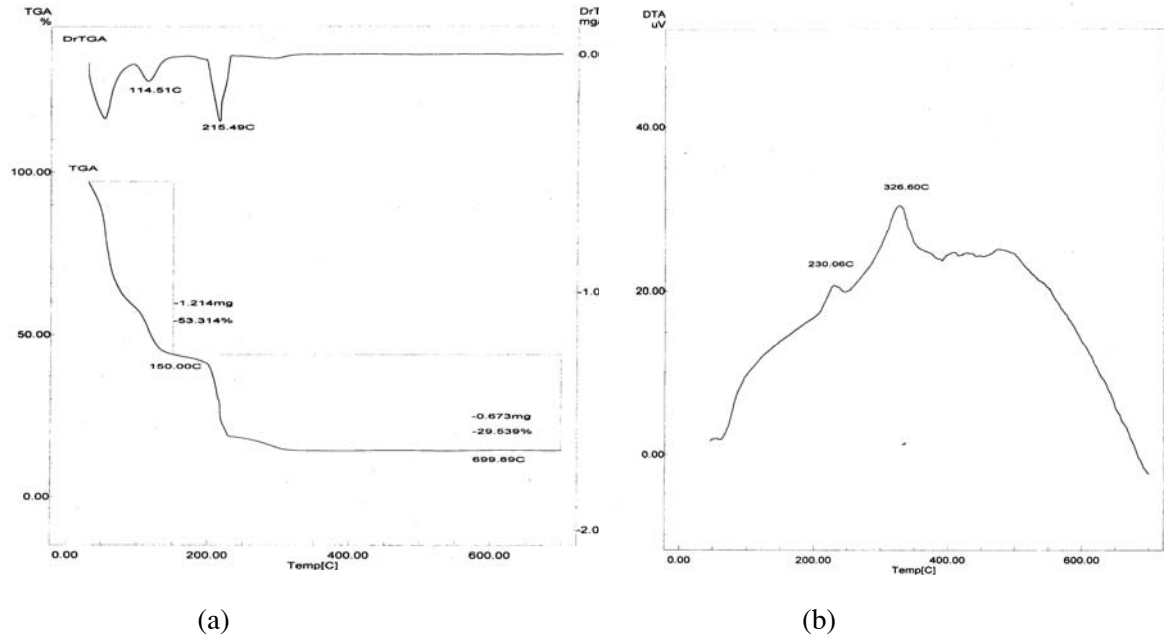 TGA
%
DrT
mg/
DrTGA
0.00
114.51C
215.49C
100.00
TGA
-1.0
-1.214mg
-53.314%
50.00
150.00C
-0.673mg
-29.539%
699.89C
0.00
-2.0
0.00
200.00
400.00
600.00
Temp[C]
(a)
DTA
uV
40.00
326.60C
230.06C
20.00
0.00
0.00
200.00
400.00
600.00
Temp[C]
(b)